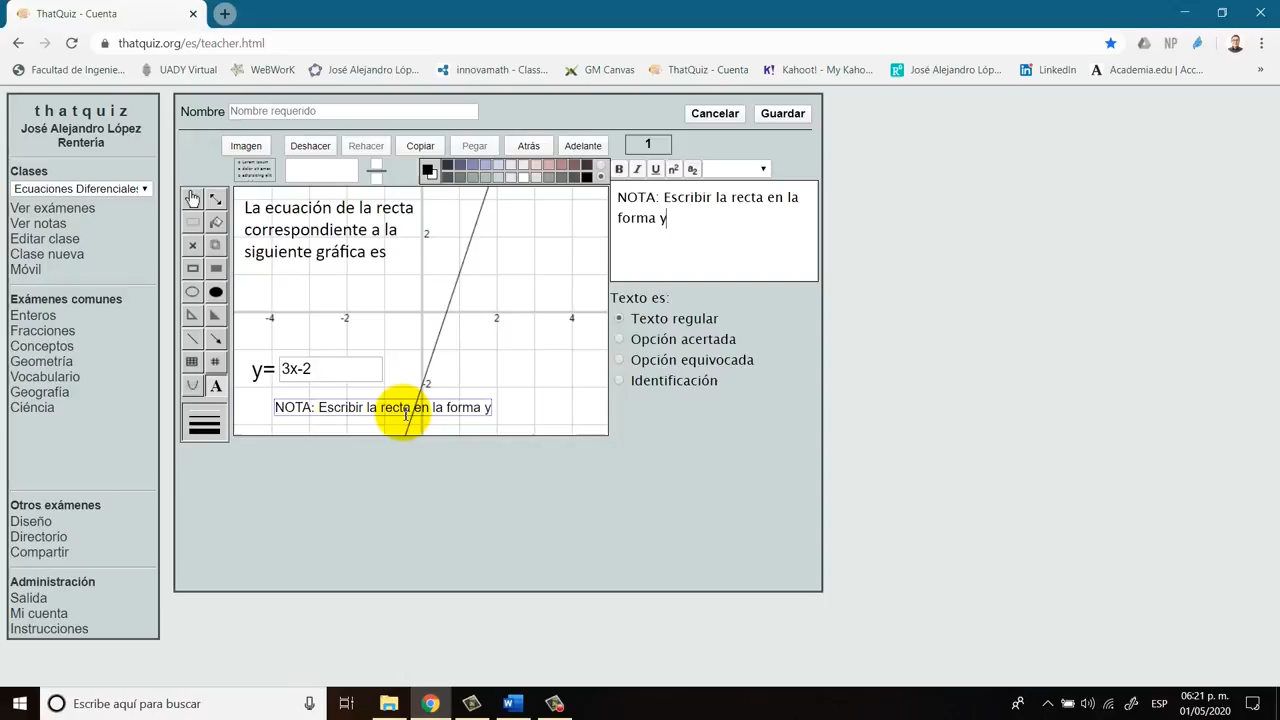 ThatQuiz - Cuenta
thatquiz.org/es/teacher.html
Facultad de Ingenie...
UADY Virtual
WeBWorK
José Alejandro Lóp...
innovamath - Class...
GM Canvas
ThatQuiz - Cuenta
Kahoot! - My Kaho...
José Alejandro Lóp...
LinkedIn
Academia.edu | Acc...
NP
thatquiz
José Alejandro López
Rentería
Clases
Ecuaciones Diferenciales
Ver exámenes
Ver notas
Editar clase
Clase nueva
Móvil
Exámenes comunes
Enteros
Fracciones
Conceptos
Geometría
Vocabulario
Geografía
Ciéncia
Otros exámenes
Diseño
Directorio
Compartir
Administración
Salida
Mi cuenta
Instrucciones
Nombre Nombre requerido
Cancelar
Guardar
Imagen
Deshacer
Rehacer
Copiar
Pegar
Atrás
Adelante
1
B I U n² a₂
A
La ecuación de la recta
correspondiente a la
siguiente gráfica es
2
-4 -2 2 4
-2
y= 3x-2
NOTA: Escribir la recta en la forma y
NOTA: Escribir la recta en la
forma y
Texto es:
Texto regular
Opción acertada
Opción equivocada
Identificación
Escribe aquí para buscar
ESP
06:21 p. m.
01/05/2020